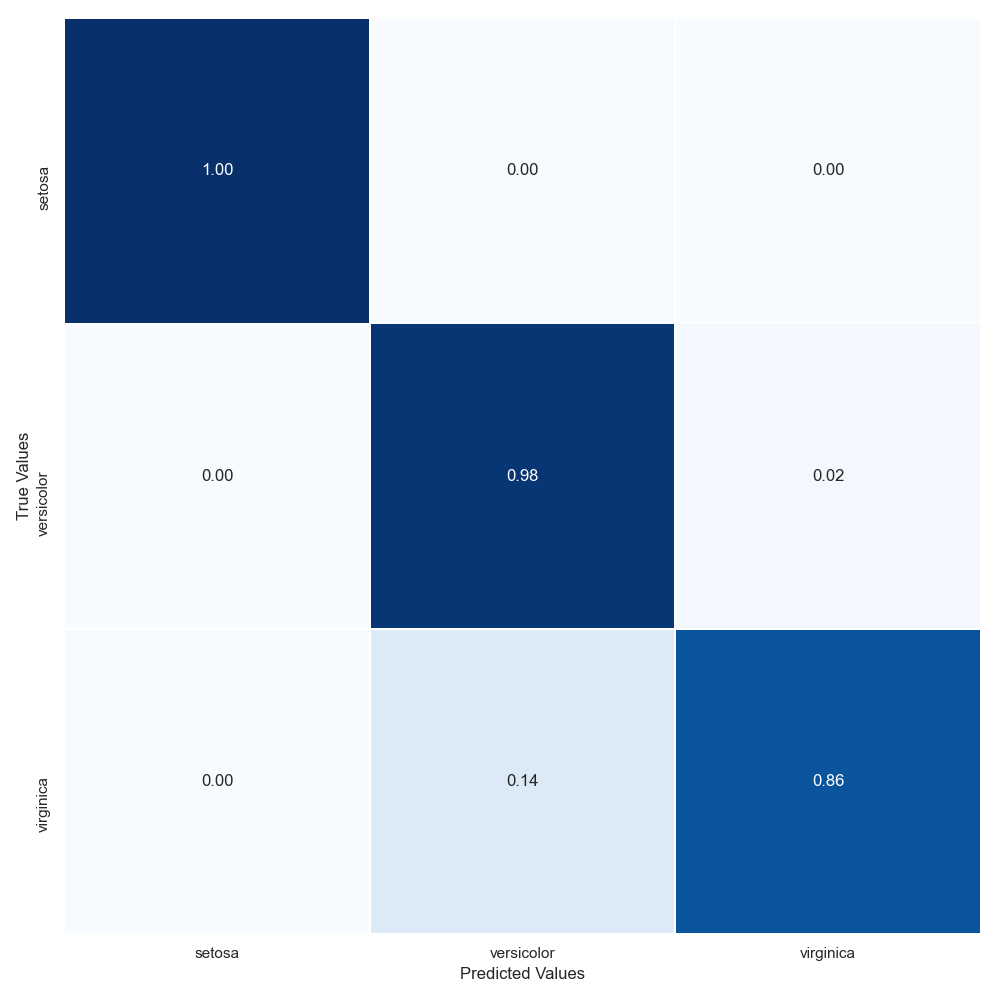 setosa
1.00 0.00 0.00
True Values
versicolor
0.00 0.98 0.02
virginica
0.00 0.14 0.86
setosa versicolor virginica
Predicted Values